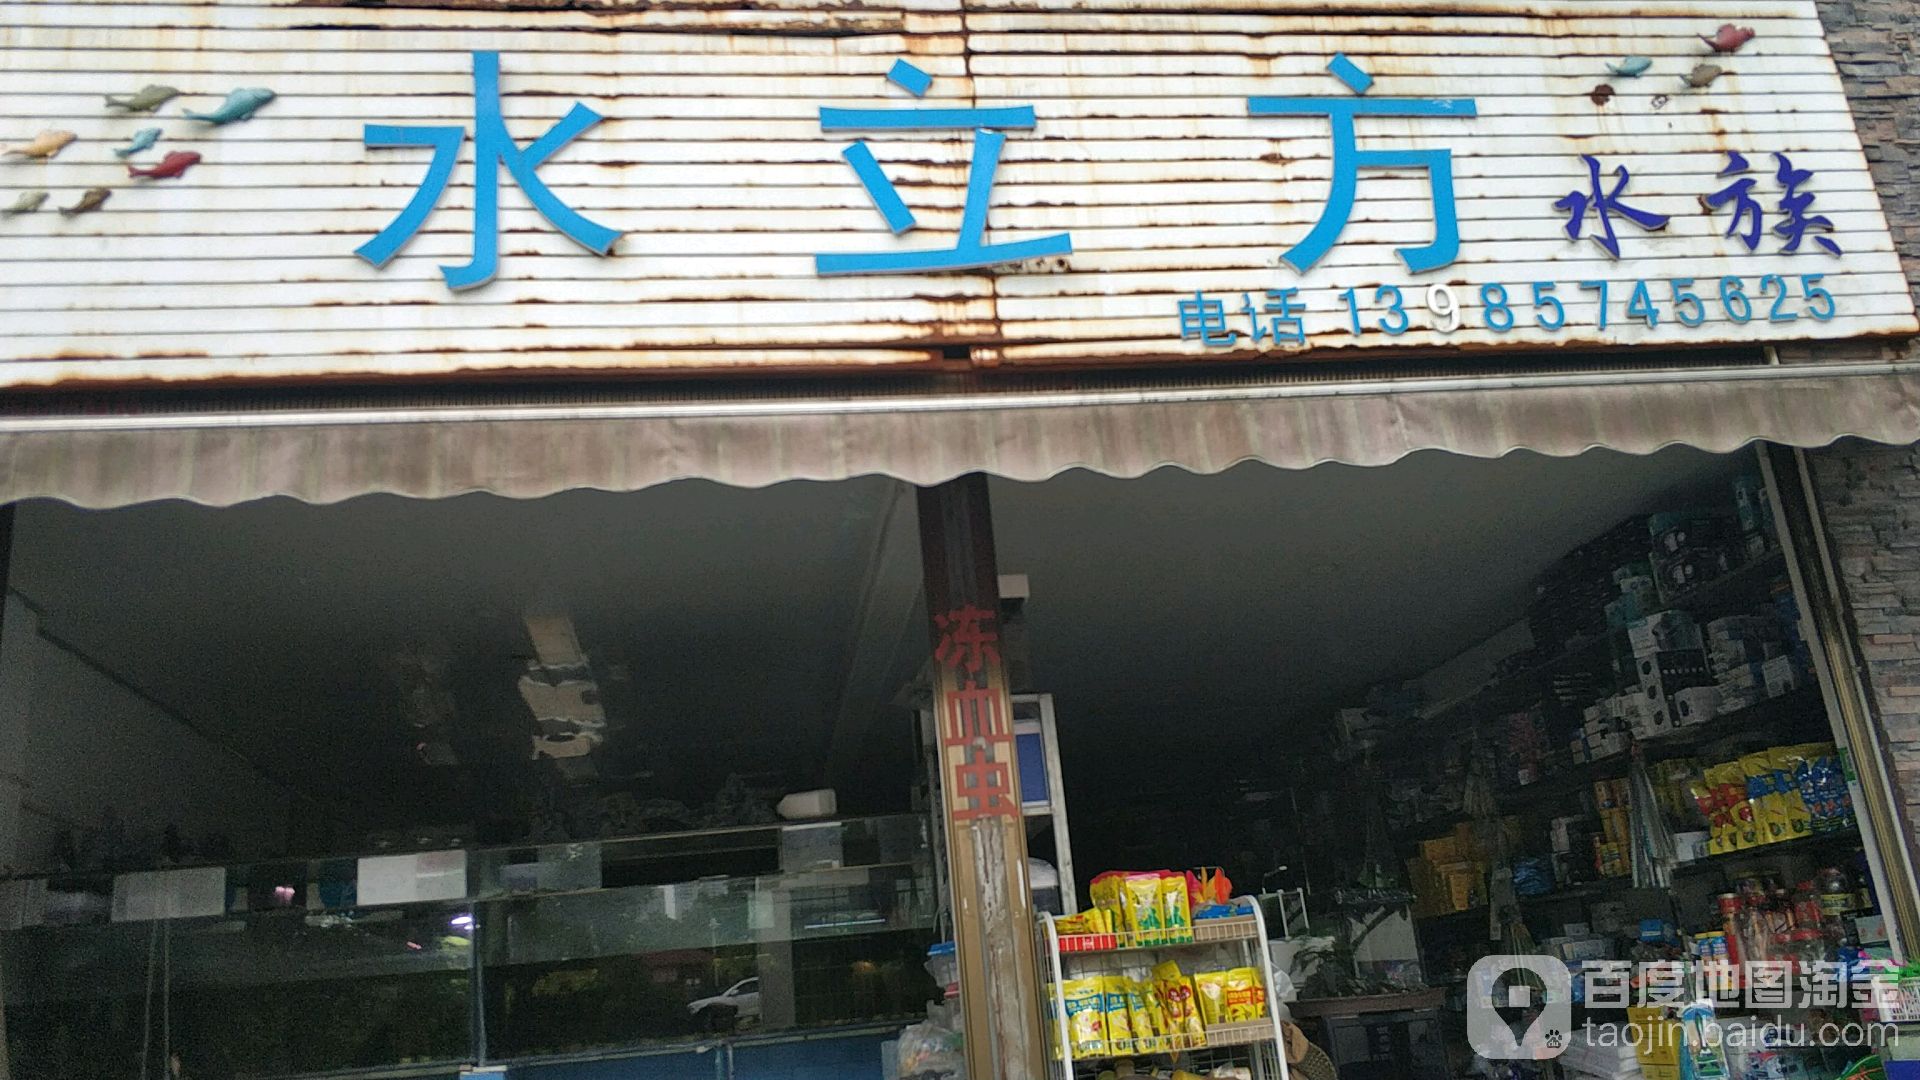 水立方
水族
电话 13985745625
冻血虫
百度地图淘金
taojin.baidu.com